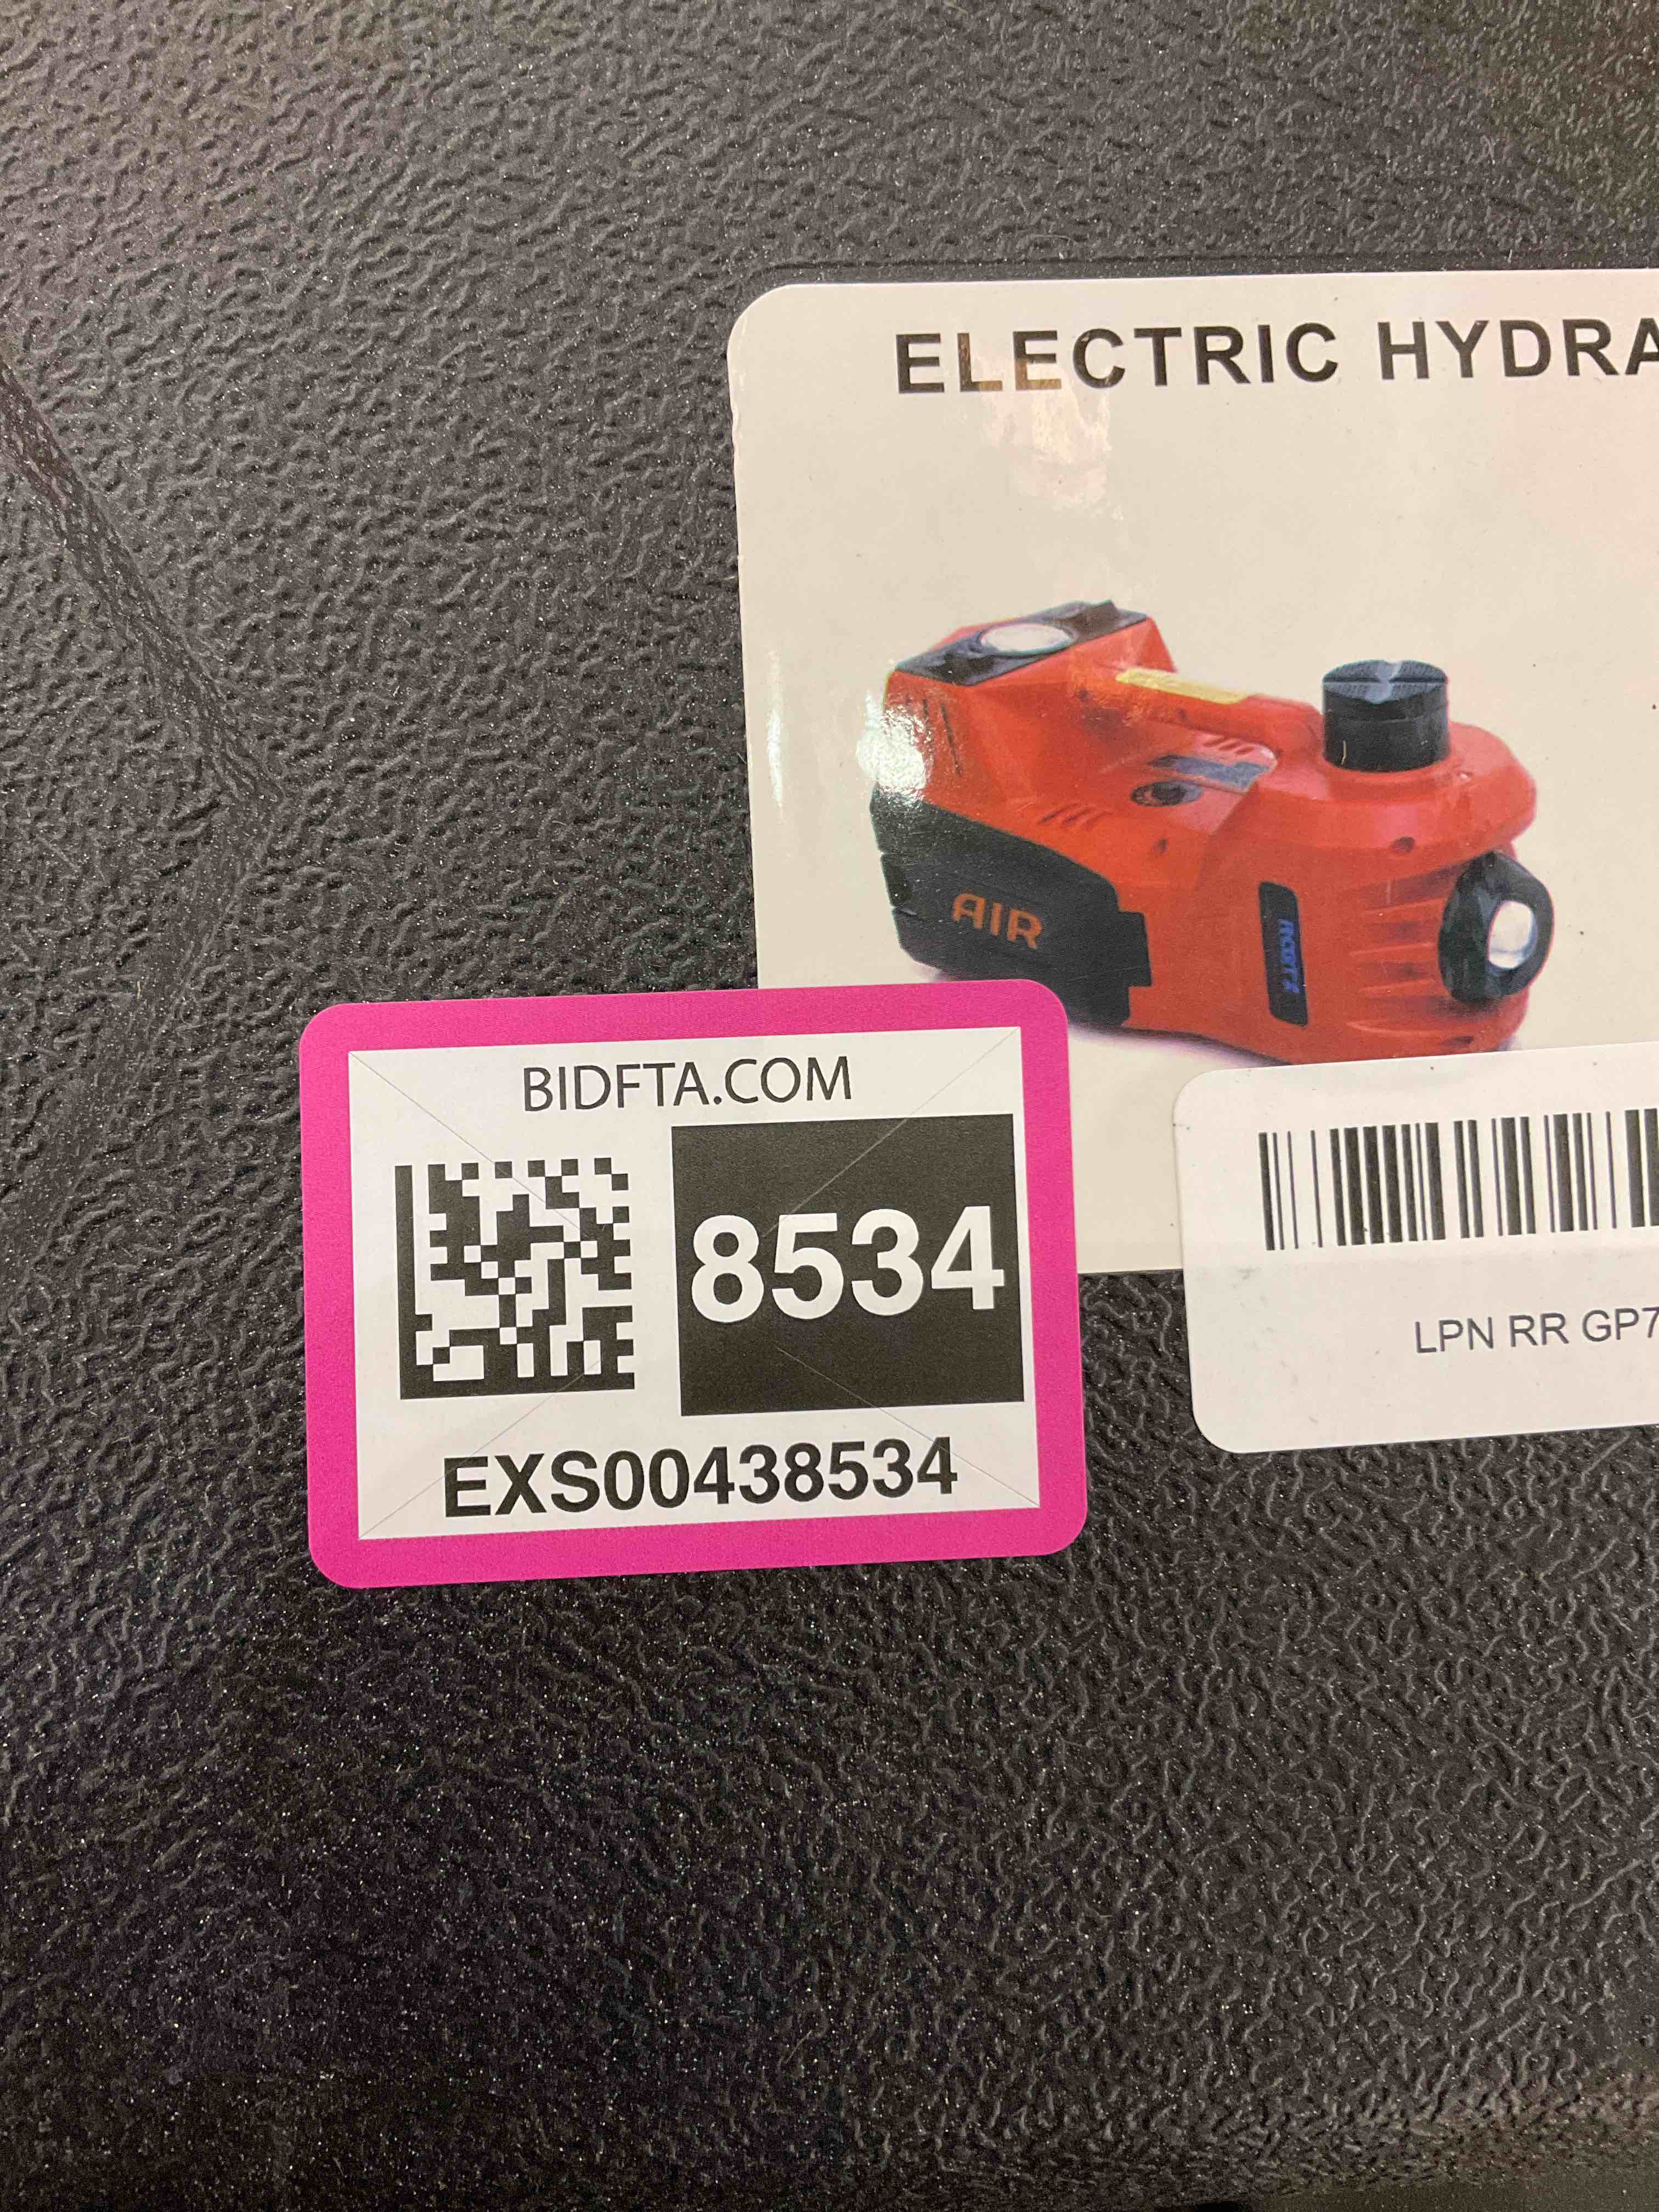 ELECTRIC HYDRA
AIR
BIDFTA.COM
8534
EXS00438534
LPN RR GP7